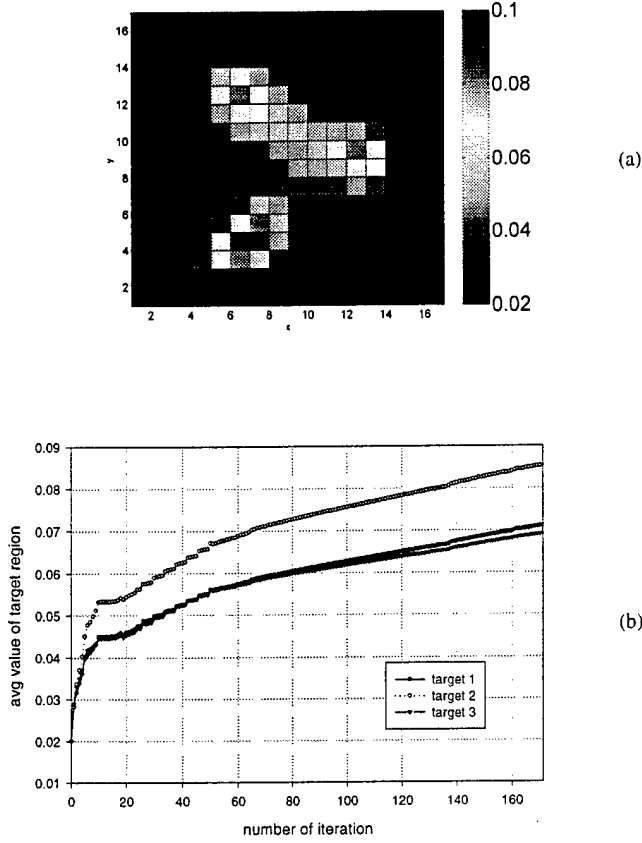 0.1
16
14
12
10
8
6
4
2
y
2 4 6 8 10 12 14 16
x
0.08
0.06
0.04
0.02
(a)
0.09
0.08
0.07
0.06
0.05
0.04
0.03
0.02
0.01
avg value of target region
target 1
target 2
target 3
0 20 40 60 80 100 120 140 160
number of iteration
(b)